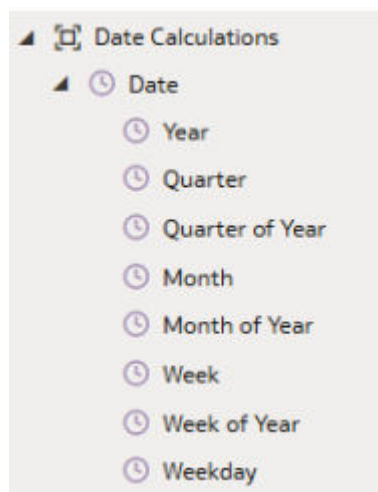 Date Calculations
Date
Year
Quarter
Quarter of Year
Month
Month of Year
Week
Week of Year
Weekday